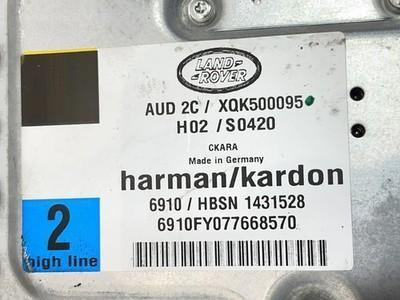 LAND
ROVER
AUD 2C / XQK500095
H02 / S0420
CKARA
Made in Germany
harman/kardon
6910 / HBSN 1431528
6910FY077668570
2
high line